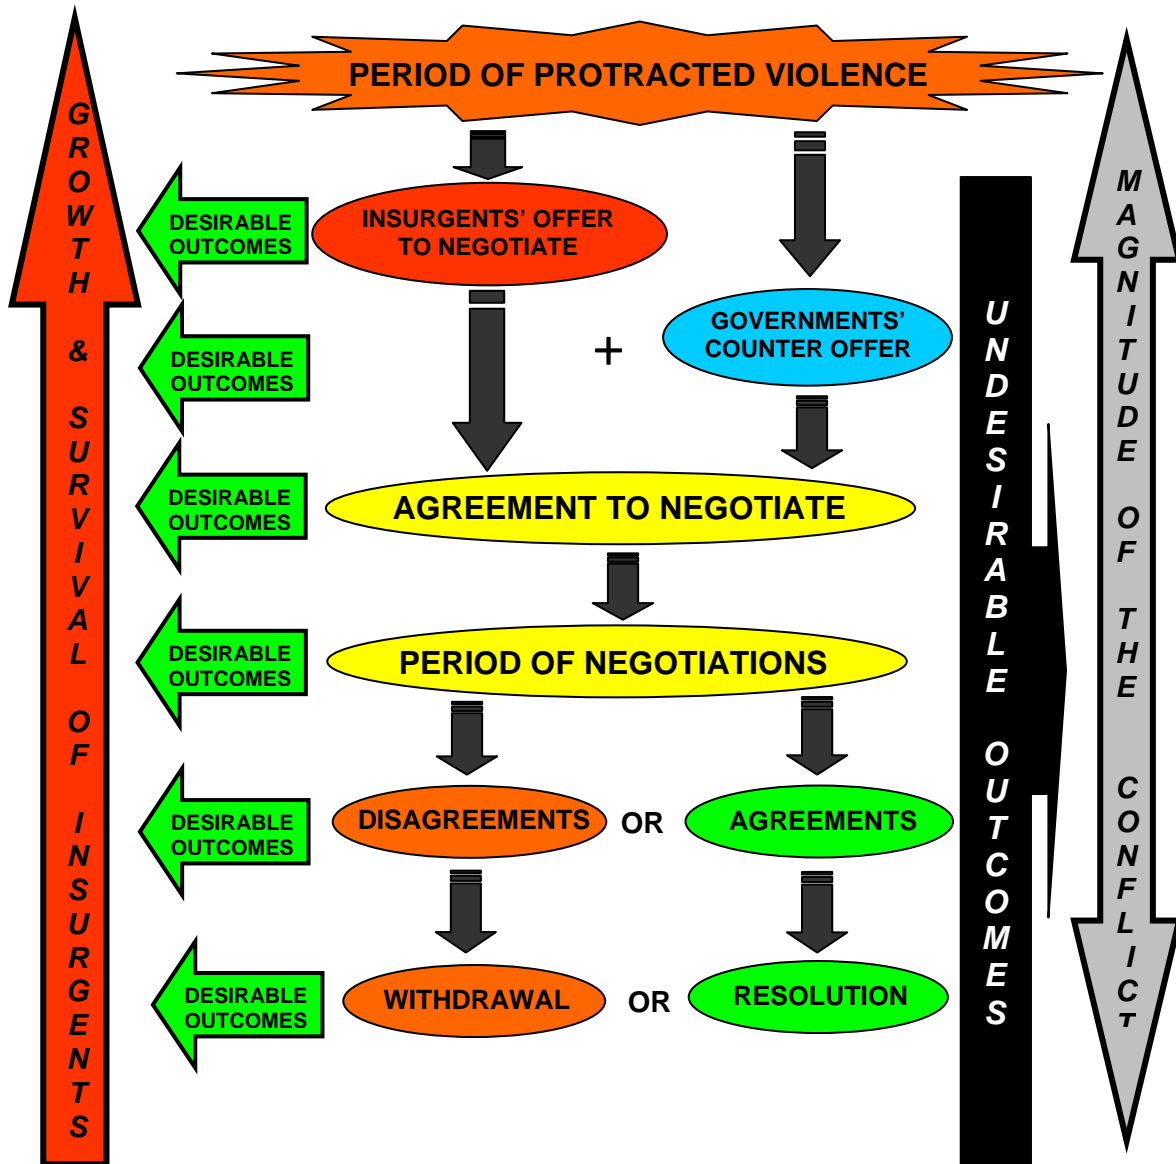 PERIOD OF PROTRACTED VIOLENCE
GROWTH & SURVIVAL OF INSURGENTS
DESIRABLE
OUTCOMES
INSURGENTS' OFFER
TO NEGOTIATE
DESIRABLE
OUTCOMES
+
GOVERNMENTS'
COUNTER OFFER
DESIRABLE
OUTCOMES
AGREEMENT TO NEGOTIATE
DESIRABLE
OUTCOMES
PERIOD OF NEGOTIATIONS
DESIRABLE
OUTCOMES
DISAGREEMENTS OR AGREEMENTS
DESIRABLE
OUTCOMES
WITHDRAWAL OR RESOLUTION
UNDESIRABLE OUTCOMES
MAGNITUDE OF THE CONFLICT